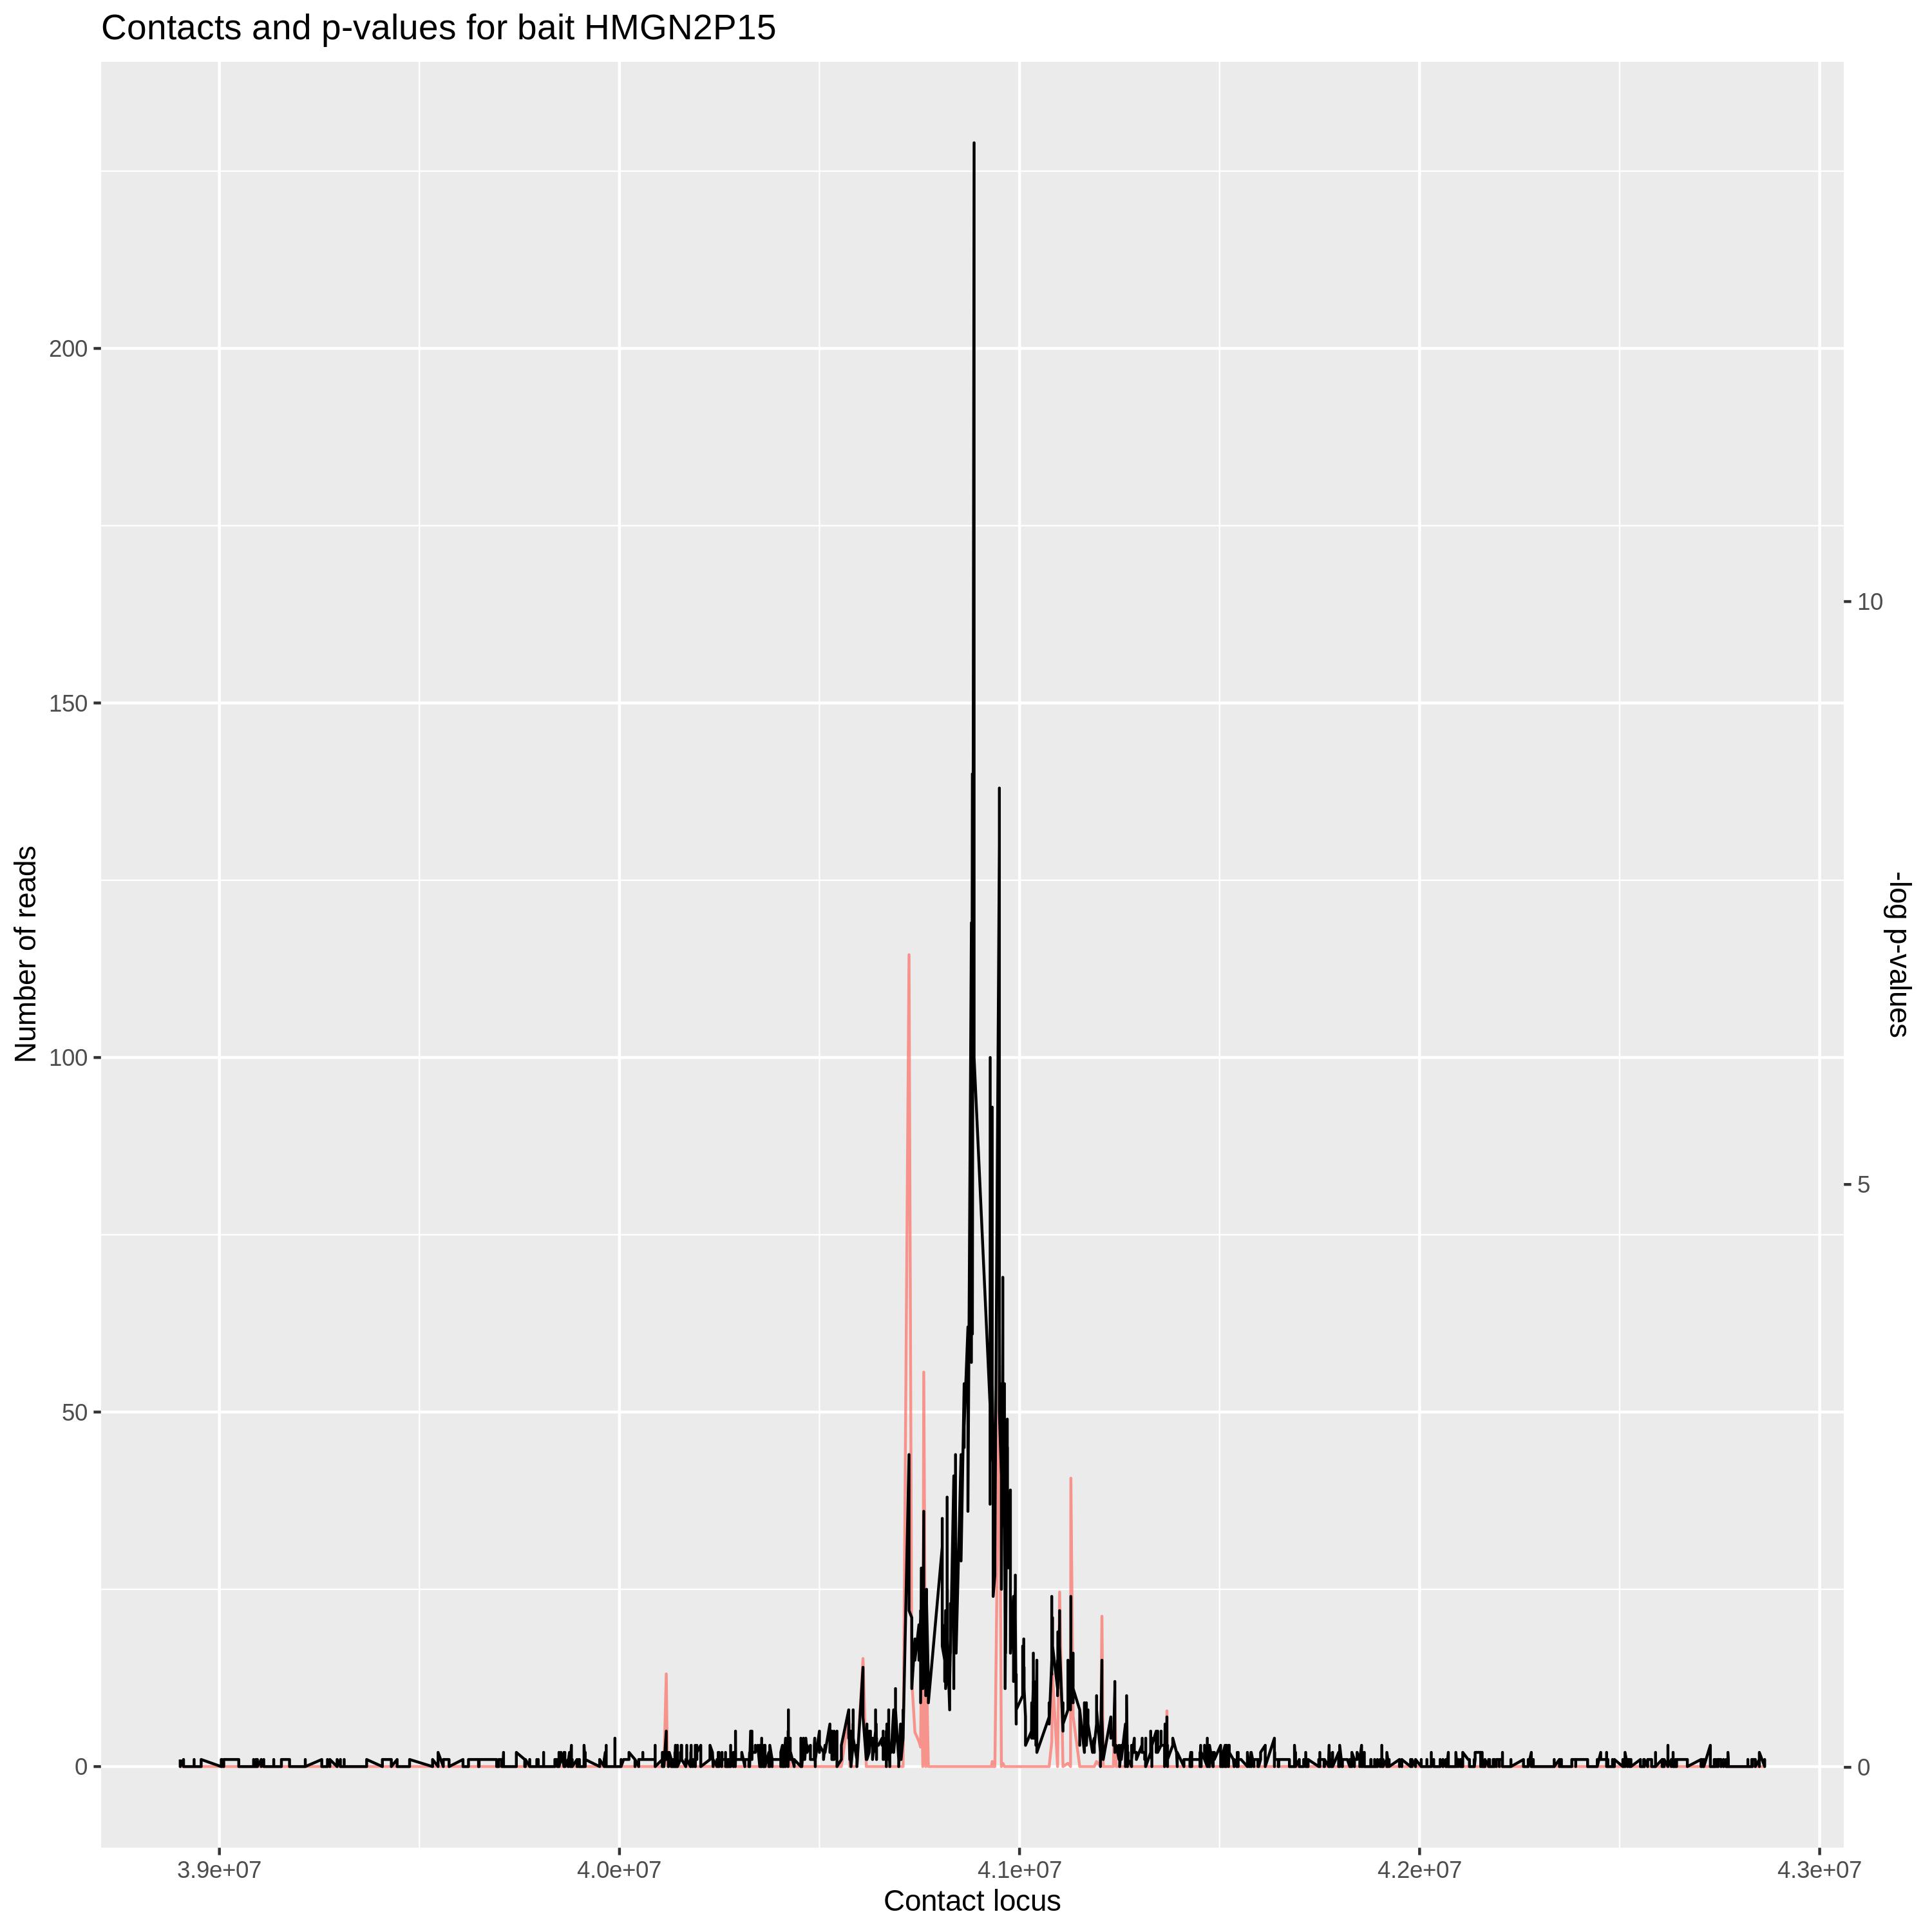 Contacts and p-values for bait HMGN2P15
Number of reads
200
150
100
50
0
10
5
0
-log p-values
3.9e+07
4.0e+07
4.1e+07
4.2e+07
4.3e+07
Contact locus